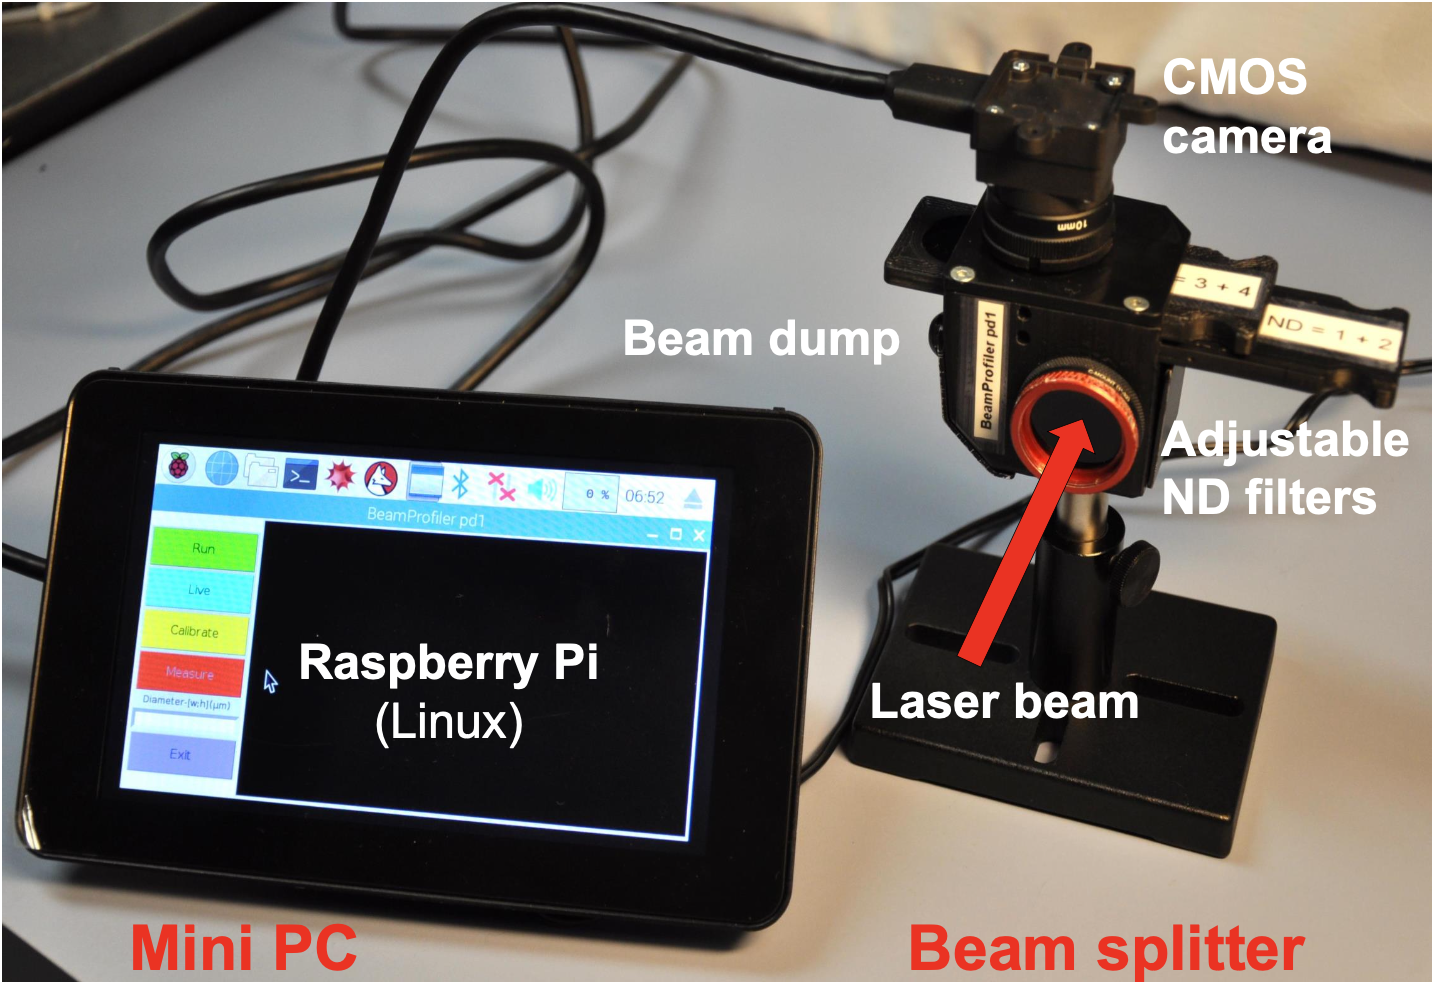 CMOS
camera
10mm
= 3 + 4
ND = 1 + 2
BeamProfiler pd1
Beam dump
Adjustable
ND filters
0 %
06:52
BeamProfiler pd1
Run
Live
Calibrate
Measure
Diameter-[w;h](µm)
Exit
Raspberry Pi
(Linux)
Laser beam
Mini PC
Beam splitter